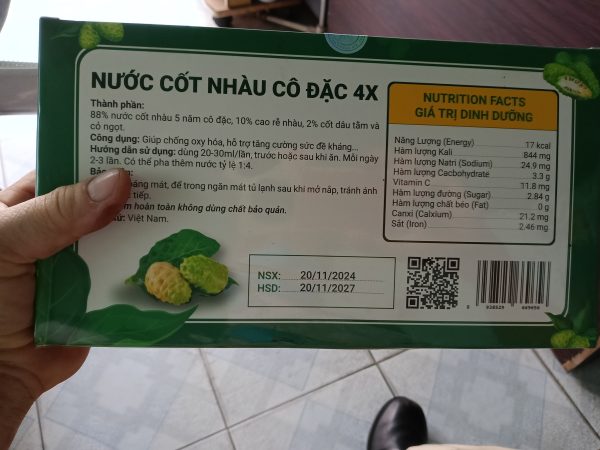 NƯỚC CỐT NHÀU CÔ ĐẶC 4X
Thành phần:
88% nước cốt nhàu 5 năm cô đặc, 10% cao rễ nhàu, 2% cốt dâu tằm và
cỏ ngọt.
Công dụng: Giúp chống oxy hóa, hỗ trợ tăng cường sức đề kháng...
Hướng dẫn sử dụng: dùng 20-30ml/lần, trước hoặc sau khi ăn. Mỗi ngày
2-3 lần. Có thể pha thêm nước tỷ lệ 1:4.
Bảo
máng mát, để trong ngăn mát tủ lạnh sau khi mở nắp, tránh ánh
tiếp.
hoàn toàn không dùng chất bảo quản.
xứ: Việt Nam.
NSX: 20/11/2024
HSD: 20/11/2027
NUTRITION FACTS
GIÁ TRỊ DINH DƯỠNG
Năng Lượng (Energy) 17 kcal
Hàm lượng Kali 844 mg
Hàm lượng Natri (Sodium) 24.9 mg
Hàm lượng Cacbohydrate 3.3 g
Vitamin C 11.8 mg
Hàm lượng đường (Sugar) 2.84 g
Hàm lượng chất béo (Fat) 0 g
Canxi (Calxium) 21.2 mg
Sắt (Iron) 2.46 mg